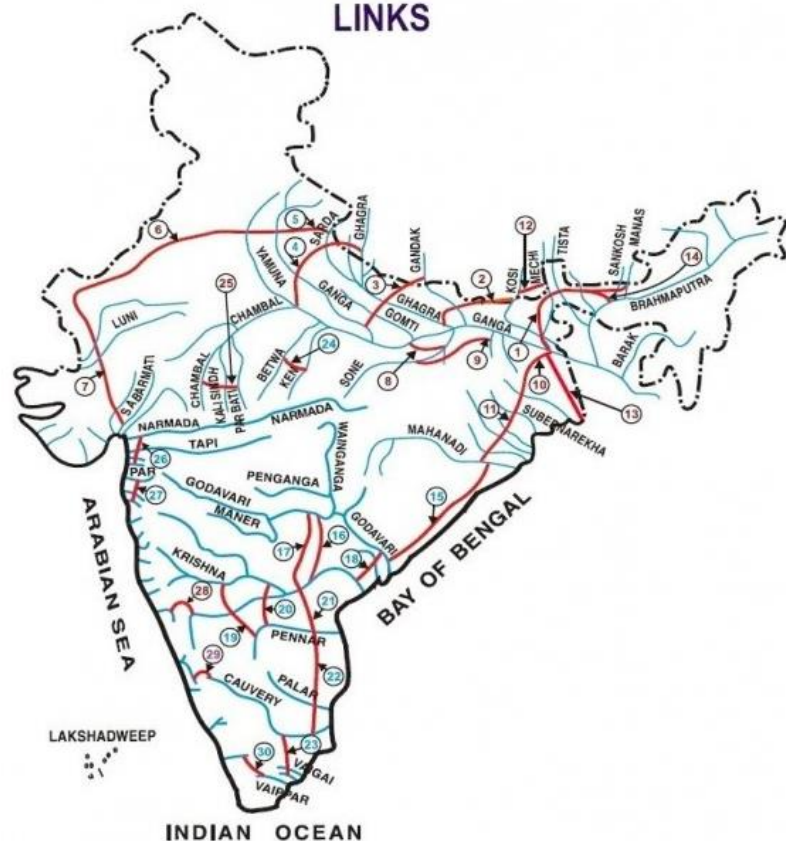 LINKS
6
5
SARDA
GHAGRA
4
YAMUNA
GANDAK
12
KOSI
MECHI
TISTA
SANKOSH
MANAS
14
3
2
25
CHAMBAL
GANGA
GHAGRA
GOMTI
GANGA
BRAHMAPUTRA
LUNI
BARAK
1
7
SABARMATI
CHAMBAL
KALISINDH
PARBATI
BETWA
KEN
24
SONE
8
9
10
13
11
SUBERNAREKHA
NARMADA
NARMADA
MAHANADI
TAPI
26
WAINGANGA
PAR
27
GODAVARI
PENGANGA
MANER
GODAVARI
15
ARABIAN SEA
17
16
18
BAY OF BENGAL
KRISHNA
28
20
21
19
PENNAR
29
22
CAUVERY
PALAR
LAKSHADWEEP
30
23
VAIGAI
VAIPPAR
INDIAN OCEAN